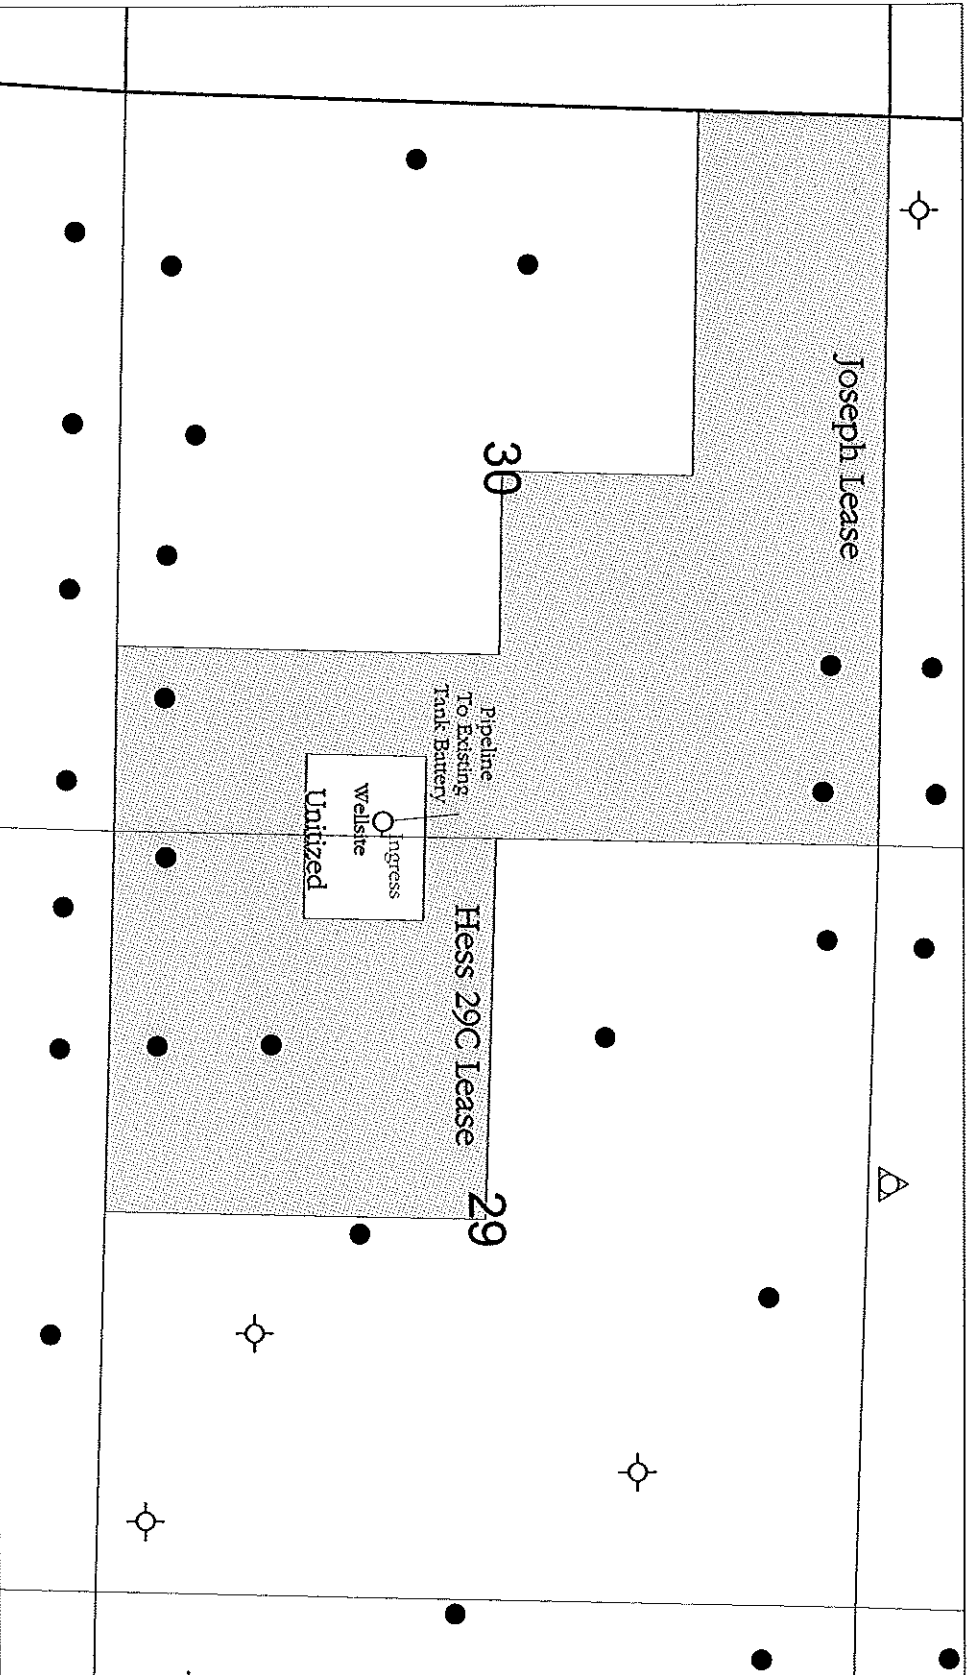 Joseph Lease
30
Pipeline
To Existing
Tank Battery
Ingress
Wellsite
Unitized
Hess 29C Lease
29